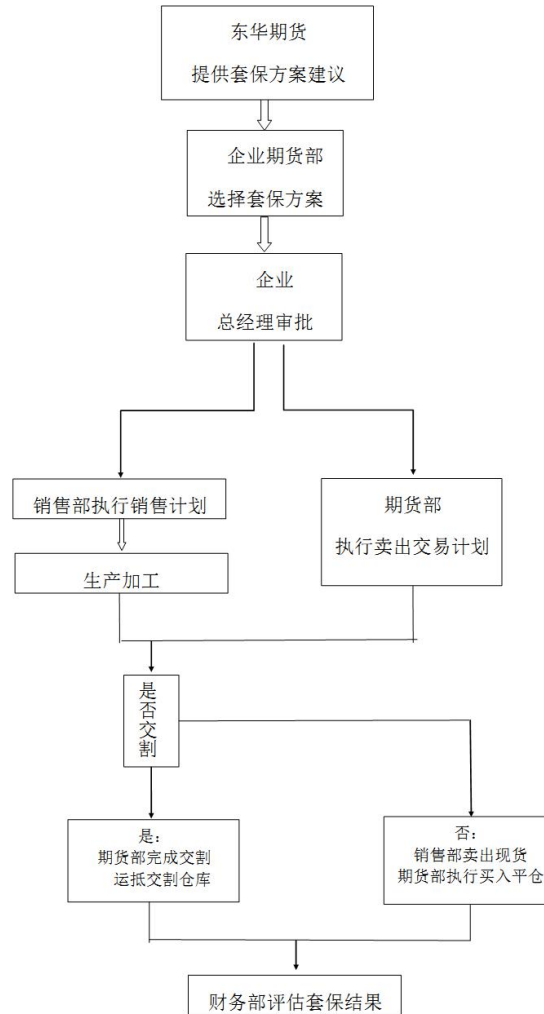 东华期货
提供套保方案建议
企业期货部
选择套保方案
企业
总经理审批
销售部执行销售计划
期货部
执行卖出交易计划
生产加工
是否交割
是：
期货部完成交割
运抵交割仓库
否：
销售部卖出现货
期货部执行买入平仓
财务部评估套保结果